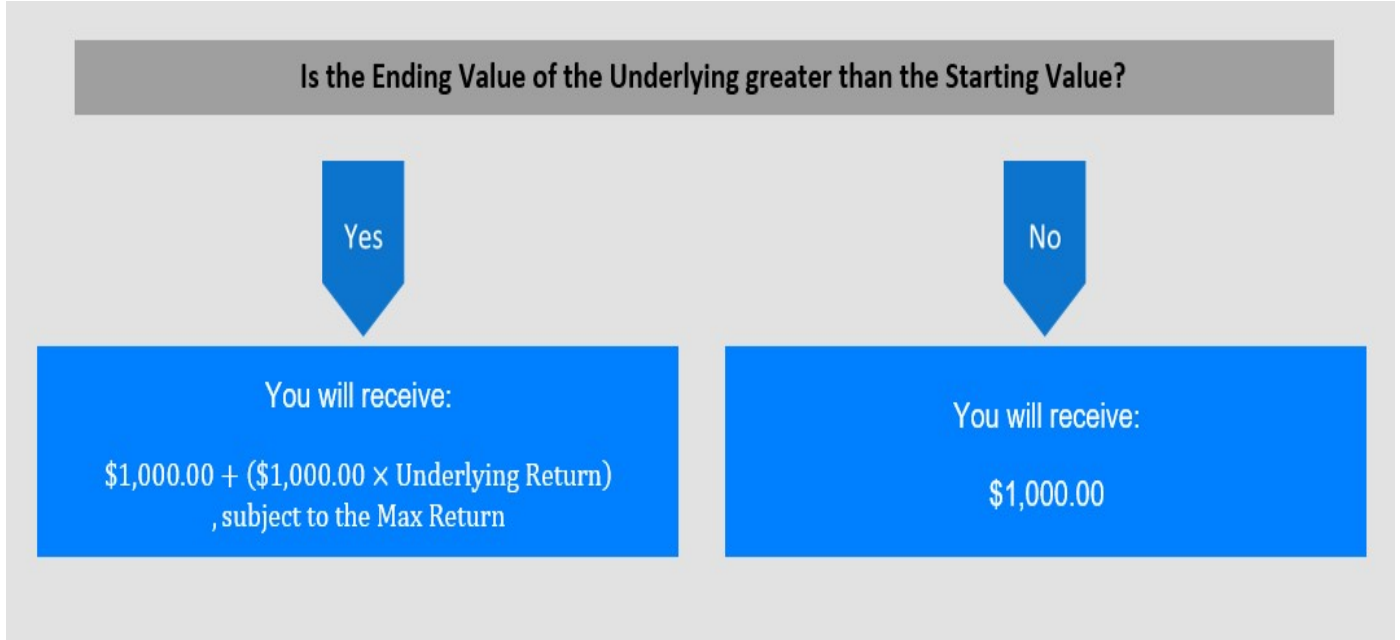 Is the Ending Value of the Underlying greater than the Starting Value?
Yes
No
You will receive:
$1,000.00 + ($1,000.00 × Underlying Return)
, subject to the Max Return
You will receive:
$1,000.00